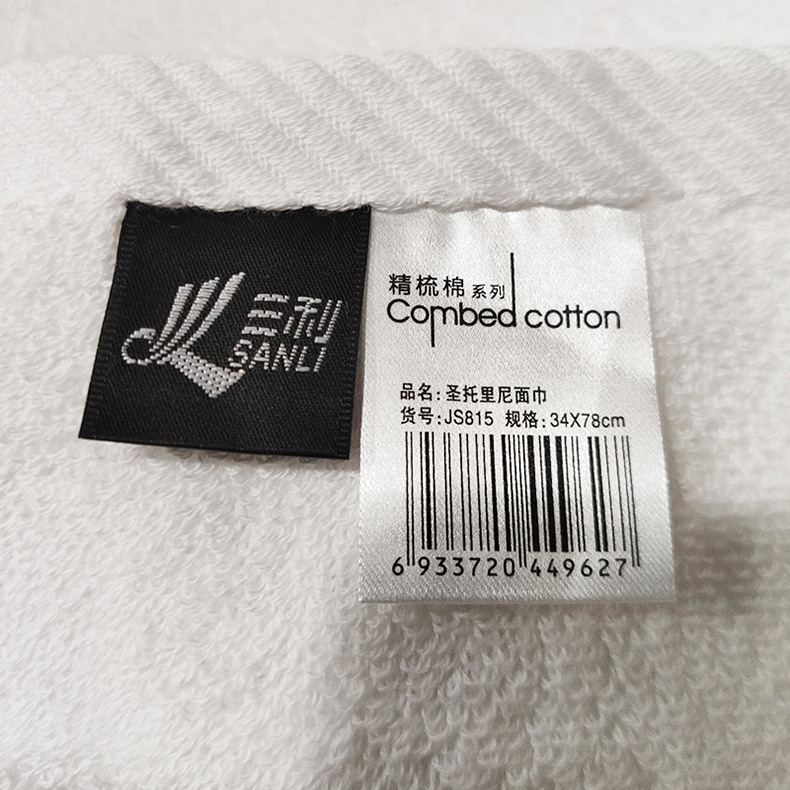 三利
SANLI
精梳棉系列
Combed cotton
品名:圣托里尼面巾
货号:JS815 规格:34X78cm
6 933720 449627